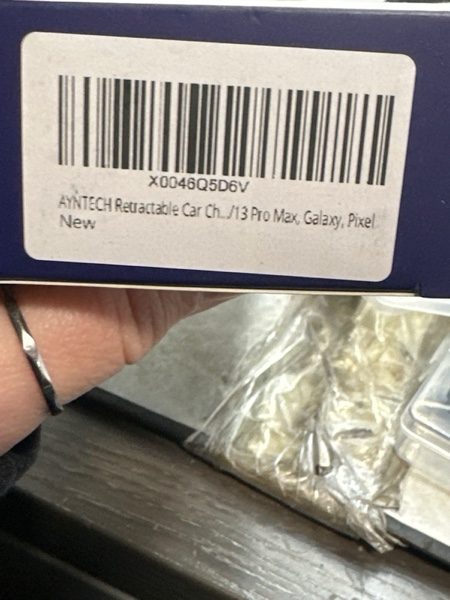 X0046Q5D6V
AYNTECH Retractable Car Ch.../13 Pro Max, Galaxy, Pixel
New